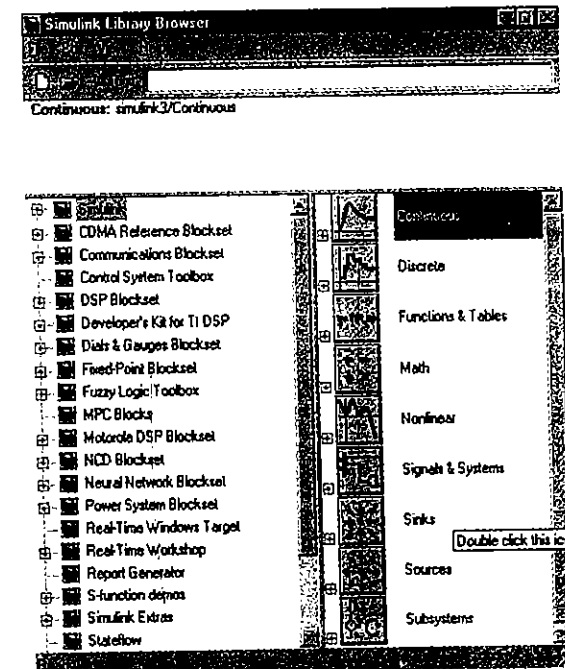 Simulink Library Browser
Continuous: simulink3/Continuous
Simulink
CDMA Reference Blockset
Communications Blockset
Control System Toolbox
DSP Blockset
Developer's Kit for TI DSP
Dials & Gauges Blockset
Fixed-Point Blockset
Fuzzy Logic Toolbox
MPC Blocks
Motorola DSP Blockset
NCD Blockset
Neural Network Blockset
Power System Blockset
Real-Time Windows Target
Real-Time Workshop
Report Generator
S-function demos
Simulink Extras
Stateflow
Continuous
Discrete
Functions & Tables
Math
Nonlinear
Signals & Systems
Sinks
Double click this ic
Sources
Subsystems